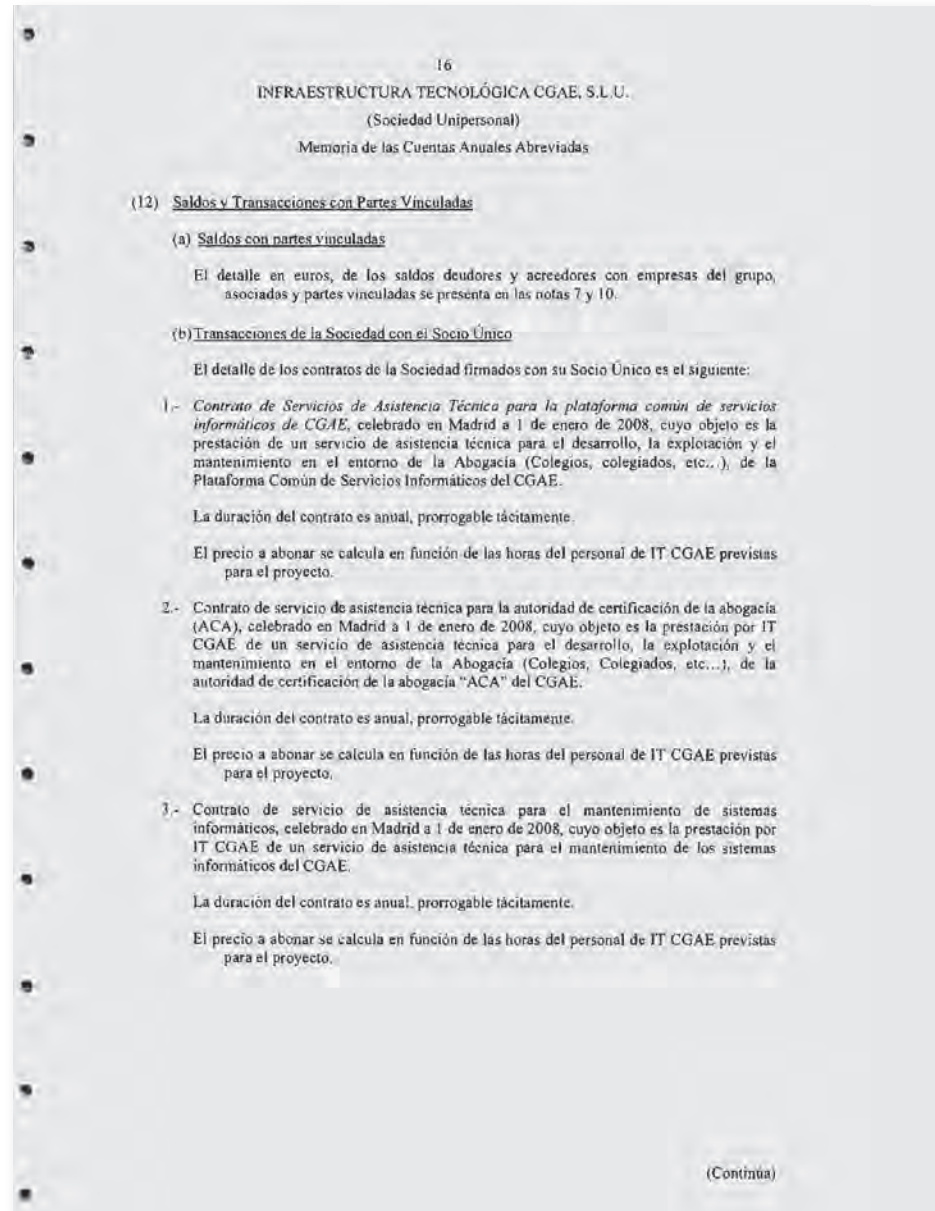 16
INFRAESTRUCTURA TECNOLÓGICA CGAE, S.L.U.
(Sociedad Unipersonal)
Memoria de las Cuentas Anuales Abreviadas
(12) Saldos y Transacciones con Partes Vinculadas
(a) Saldos con partes vinculadas
El detalle en euros, de los saldos deudores y acreedores con empresas del grupo,
asociadas y partes vinculadas se presenta en las notas 7 y 10.
(b) Transacciones de la Sociedad con el Socio Único
El detalle de los contratos de la Sociedad firmados con su Socio Único es el siguiente:
1.- Contrato de Servicios de Asistencia Técnica para la plataforma común de servicios
informáticos de CGAE, celebrado en Madrid a 1 de enero de 2008, cuyo objeto es la
prestación de un servicio de asistencia técnica para el desarrollo, la explotación y el
mantenimiento en el entorno de la Abogacía (Colegios, colegiados, etc...), de la
Plataforma Común de Servicios Informáticos del CGAE.
La duración del contrato es anual, prorrogable tácitamente.
El precio a abonar se calcula en función de las horas del personal de IT CGAE previstas
para el proyecto.
2.- Contrato de servicio de asistencia técnica para la autoridad de certificación de la abogacía
(ACA), celebrado en Madrid a 1 de enero de 2008, cuyo objeto es la prestación por IT
CGAE de un servicio de asistencia técnica para el desarrollo, la explotación y el
mantenimiento en el entorno de la Abogacía (Colegios, Colegiados, etc...), de la
autoridad de certificación de la abogacía "ACA" del CGAE.
La duración del contrato es anual, prorrogable tácitamente.
El precio a abonar se calcula en función de las horas del personal de IT CGAE previstas
para el proyecto.
3.- Contrato de servicio de asistencia técnica para el mantenimiento de sistemas
informáticos, celebrado en Madrid a 1 de enero de 2008, cuyo objeto es la prestación por
IT CGAE de un servicio de asistencia técnica para el mantenimiento de los sistemas
informáticos del CGAE.
La duración del contrato es anual, prorrogable tácitamente.
El precio a abonar se calcula en función de las horas del personal de IT CGAE previstas
para el proyecto.
(Continúa)